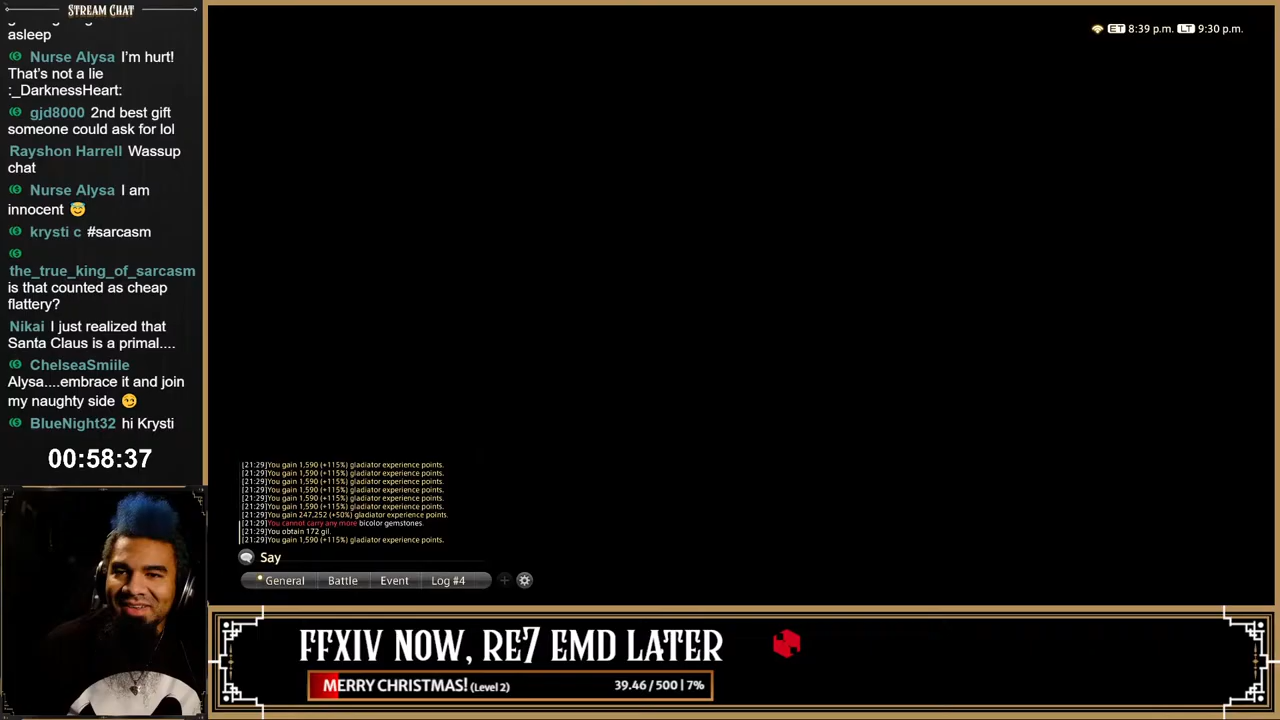 STREAM CHAT
asleep
Nurse Alysa I'm hurt!
That's not a lie
:_DarknessHeart:
gjd8000 2nd best gift
someone could ask for lol
Rayshon Harrell Wassup
chat
Nurse Alysa I am
innocent 😇
krysti c #sarcasm
the_true_king_of_sarcasm
is that counted as cheap
flattery?
Nikai I just realized that
Santa Claus is a primal....
ChelseaSmiile
Alysa....embrace it and join
my naughty side 😏
BlueNight32 hi Krysti
00:58:37
ET 8:39 p.m. LT 9:30 p.m.
[21:29]You gain 1,590 (+115%) gladiator experience points.
[21:29]You gain 1,590 (+115%) gladiator experience points.
[21:29]You gain 1,590 (+115%) gladiator experience points.
[21:29]You gain 1,590 (+115%) gladiator experience points.
[21:29]You gain 1,590 (+115%) gladiator experience points.
[21:29]You gain 1,590 (+115%) gladiator experience points.
[21:29]You gain 247,252 (+50%) gladiator experience points.
[21:29]You cannot carry any more bicolor gemstones.
[21:29]You obtain 172 gil.
[21:29]You gain 1,590 (+115%) gladiator experience points.
Say
General Battle Event Log #4
FFXIV NOW, RE7 EMD LATER
MERRY CHRISTMAS! (Level 2) 39.46 / 500 | 7%